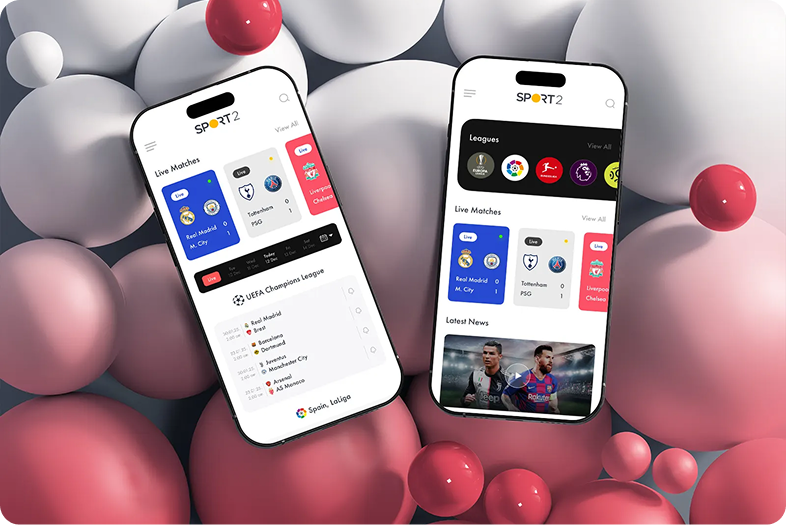 SPORT2
View All
Live Matches
Live
Real Madrid 0
M. City 1
Live
Tottenham 0
PSG 1
Liverpool
Chelsea
Live
Today
UEFA Champions League
Real Madrid
Brest
Barcelona
Dortmund
Juventus
Manchester City
Arsenal
AS Monaco
Spain, LaLiga
SPORT2
Leagues
View All
Live Matches
View All
Live
Real Madrid 0
M. City 1
Live
Tottenham 0
PSG 1
Live
Liverpoo
Chelsea
Latest News
Jeep
Rakuten